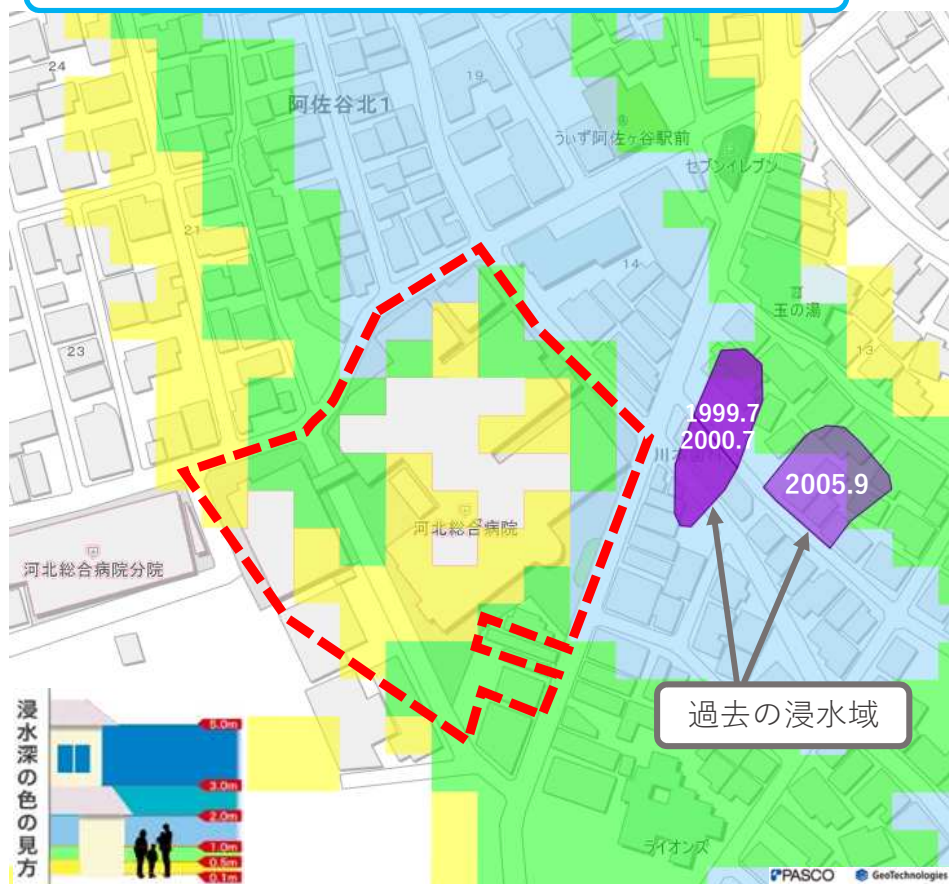 24
19
阿佐谷北1
うぃず阿佐ヶ谷駅前
セブンイレブン
21
14
玉の湯
23
13
1999.7
2000.7
2005.9
河北総合病院
河北総合病院分院
過去の浸水域
浸水深の色の見方
5.0m
3.0m
2.0m
1.0m
0.5m
0.1m
ライオンズ
PASCO
GeoTechnologies